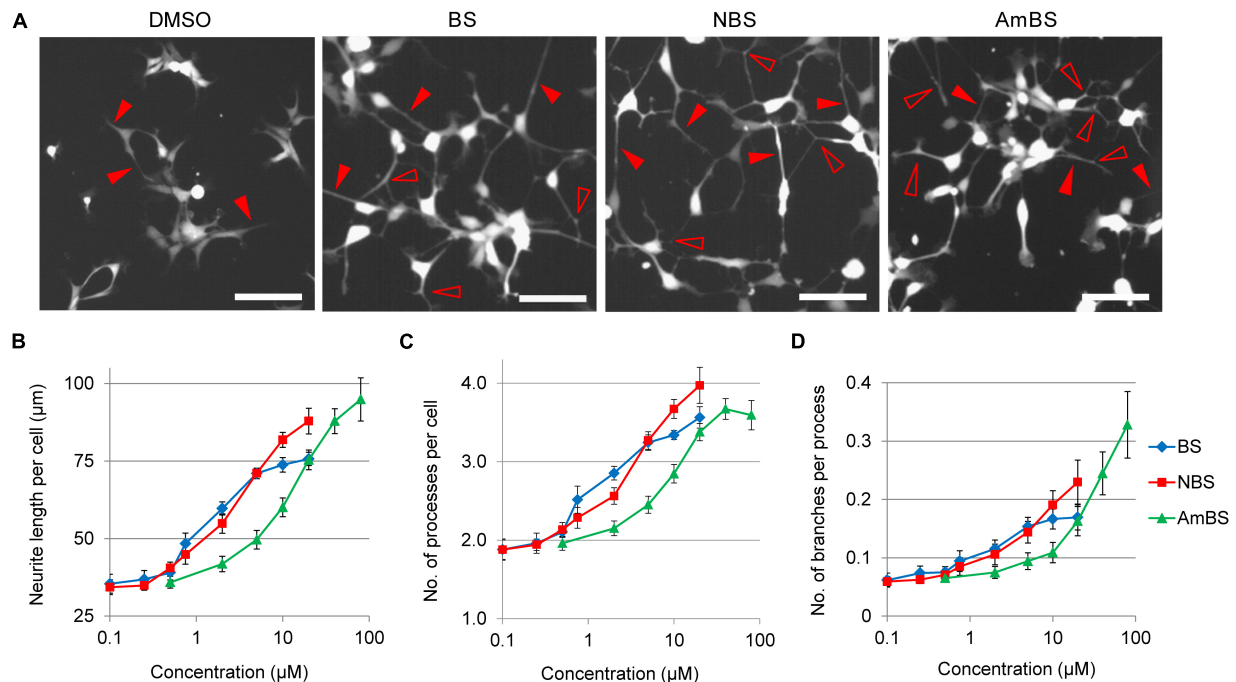 A
DMSO
BS
NBS
AmBS
B
C
D
Neurite length per cell (µm)
100
75
50
25
0.1
1
10
100
Concentration (µM)
No. of processes per cell
4.0
3.0
2.0
1.0
0.1
1
10
100
Concentration (µM)
No. of branches per process
0.4
0.3
0.2
0.1
0
0.1
1
10
100
Concentration (µM)
BS
NBS
AmBS